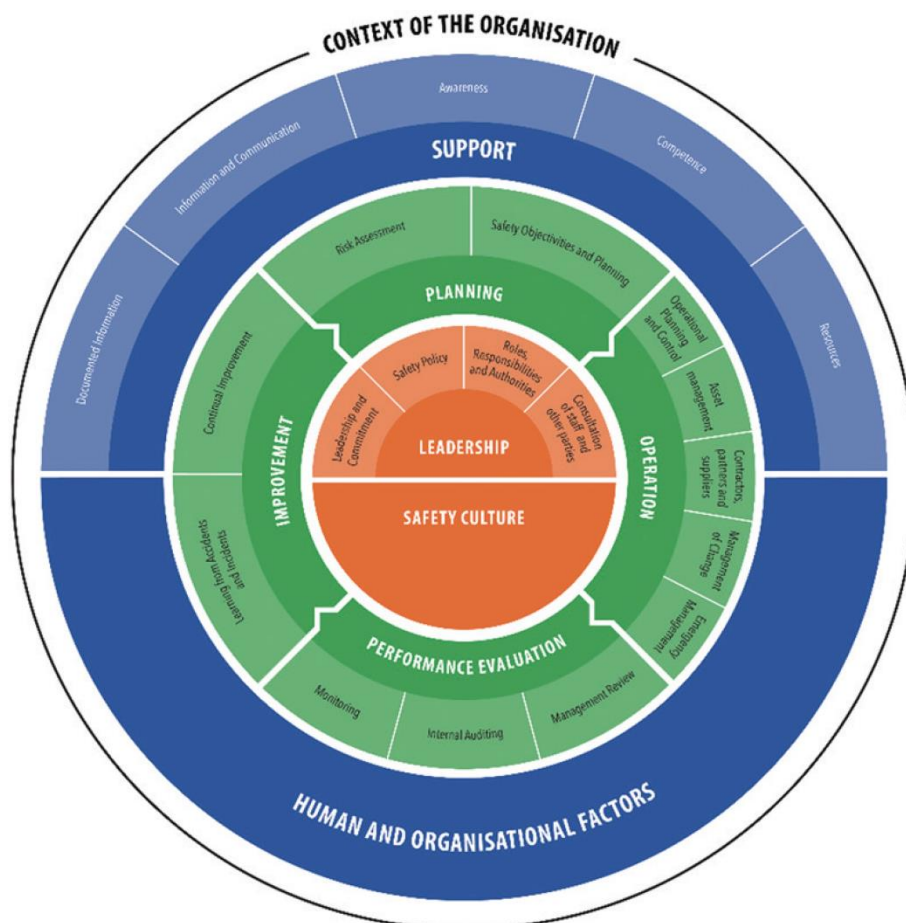 CONTEXT OF THE ORGANISATION
Awareness
Information and Communication
Competence
SUPPORT
Documented Information
Resources
Risk Assessment
Safety Objectivities and Planning
PLANNING
Continual Improvement
Learning from Accidents
and Incidents
IMPROVEMENT
Leadership and
Commitment
Safety Policy
Roles,
Responsibilities
and Authorities
Consultation
of staff and
other parties
LEADERSHIP
SAFETY CULTURE
OPERATION
Operational
Planning
and Control
Asset
management
Contractors,
partners and
suppliers
Management
of Change
Emergency
Management
PERFORMANCE EVALUATION
Monitoring
Internal Auditing
Management Review
HUMAN AND ORGANISATIONAL FACTORS